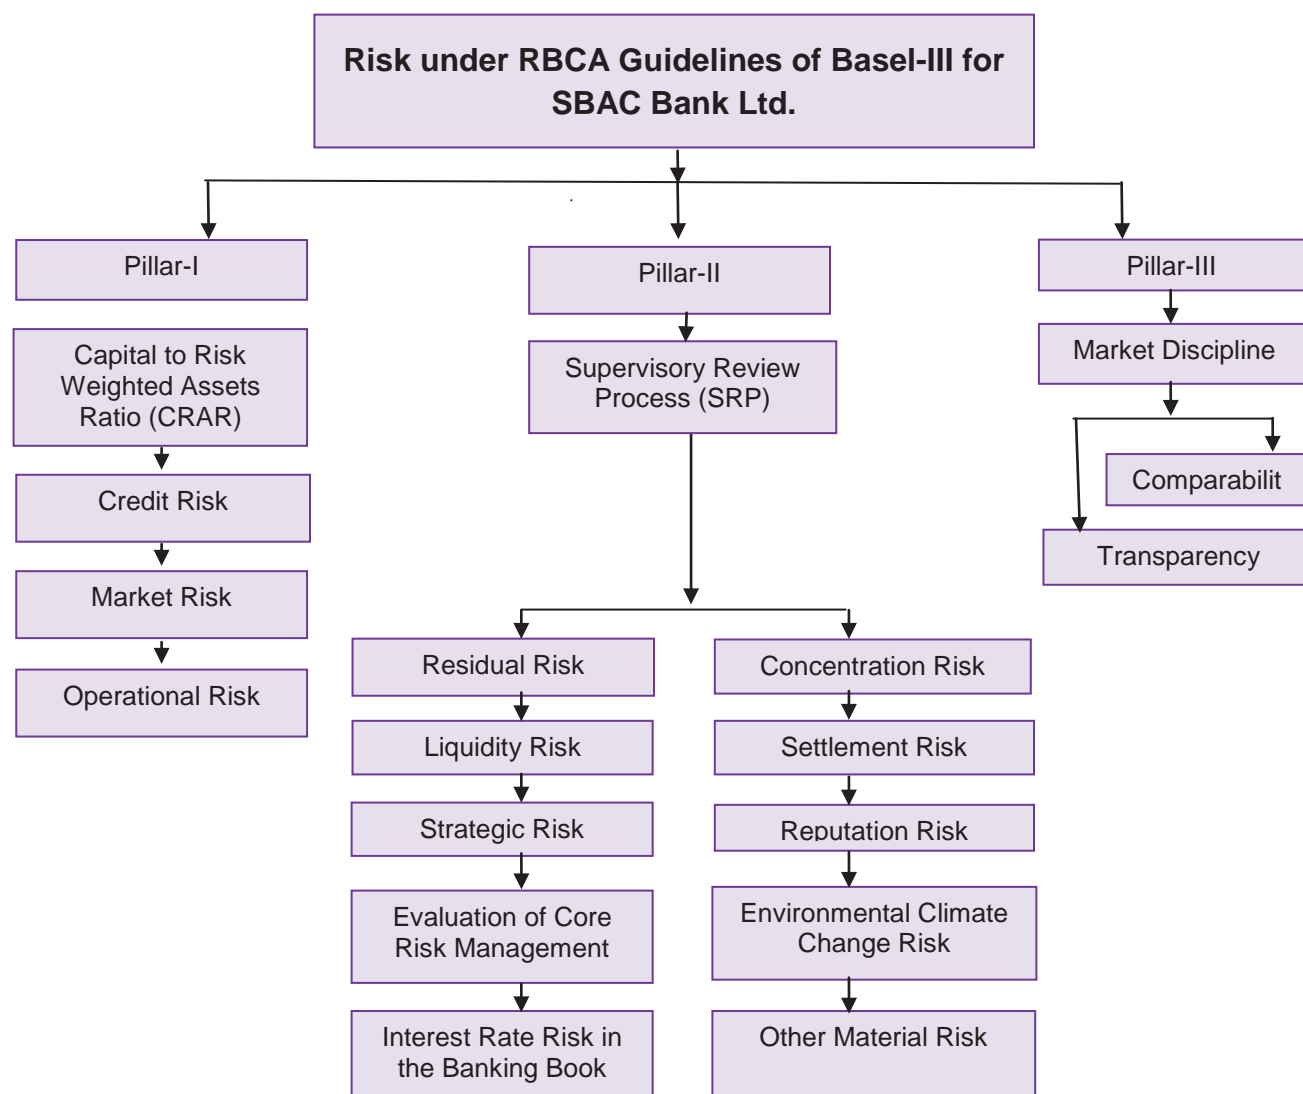 Risk under RBCA Guidelines of Basel-III for
SBAC Bank Ltd.
Pillar-I
Capital to Risk
Weighted Assets
Ratio (CRAR)
Credit Risk
Market Risk
Operational Risk
Pillar-II
Supervisory Review
Process (SRP)
Residual Risk
Liquidity Risk
Strategic Risk
Evaluation of Core
Risk Management
Interest Rate Risk in
the Banking Book
Concentration Risk
Settlement Risk
Reputation Risk
Environmental Climate
Change Risk
Other Material Risk
Pillar-III
Market Discipline
Comparabilit
Transparency